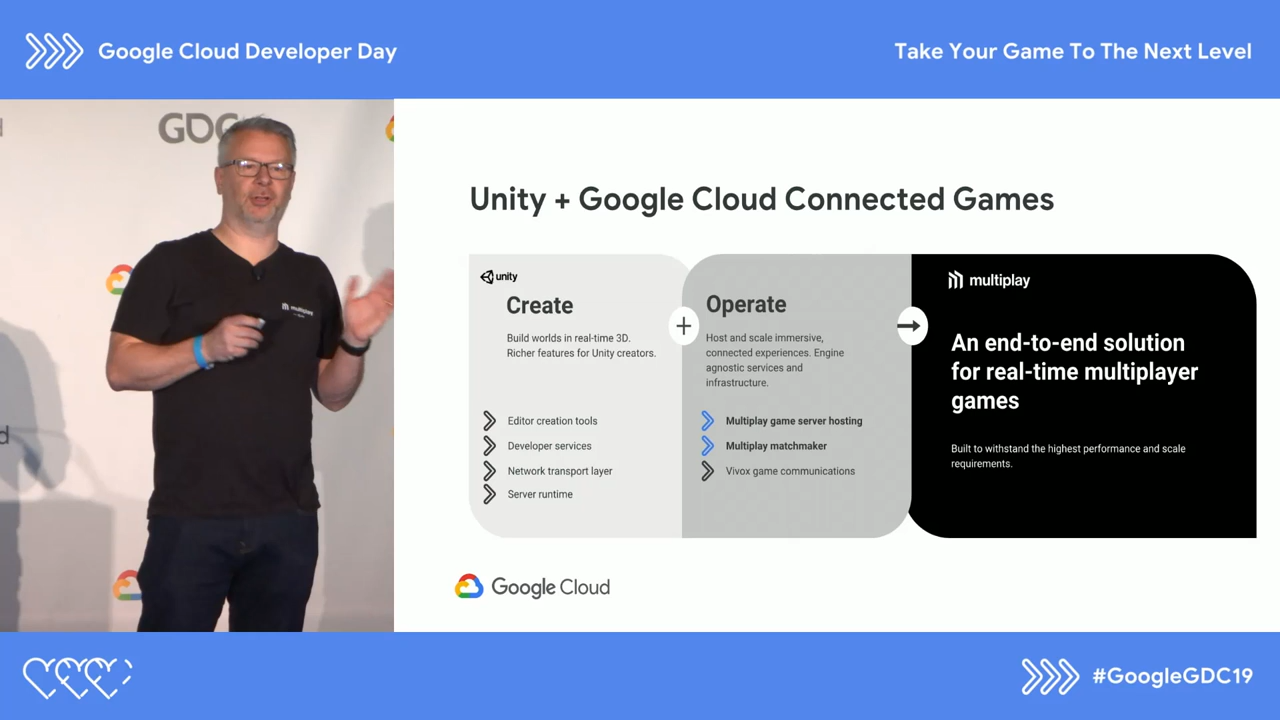 Google Cloud Developer Day
Take Your Game To The Next Level
GDC
d
multiplay
Unity + Google Cloud Connected Games
unity
Create
Build worlds in real-time 3D.
Richer features for Unity creators.
Editor creation tools
Developer services
Network transport layer
Server runtime
Operate
Host and scale immersive,
connected experiences. Engine
agnostic services and
infrastructure.
Multiplay game server hosting
Multiplay matchmaker
Vivox game communications
multiplay
An end-to-end solution
for real-time multiplayer
games
Built to withstand the highest performance and scale
requirements.
Google Cloud
#GoogleGDC19